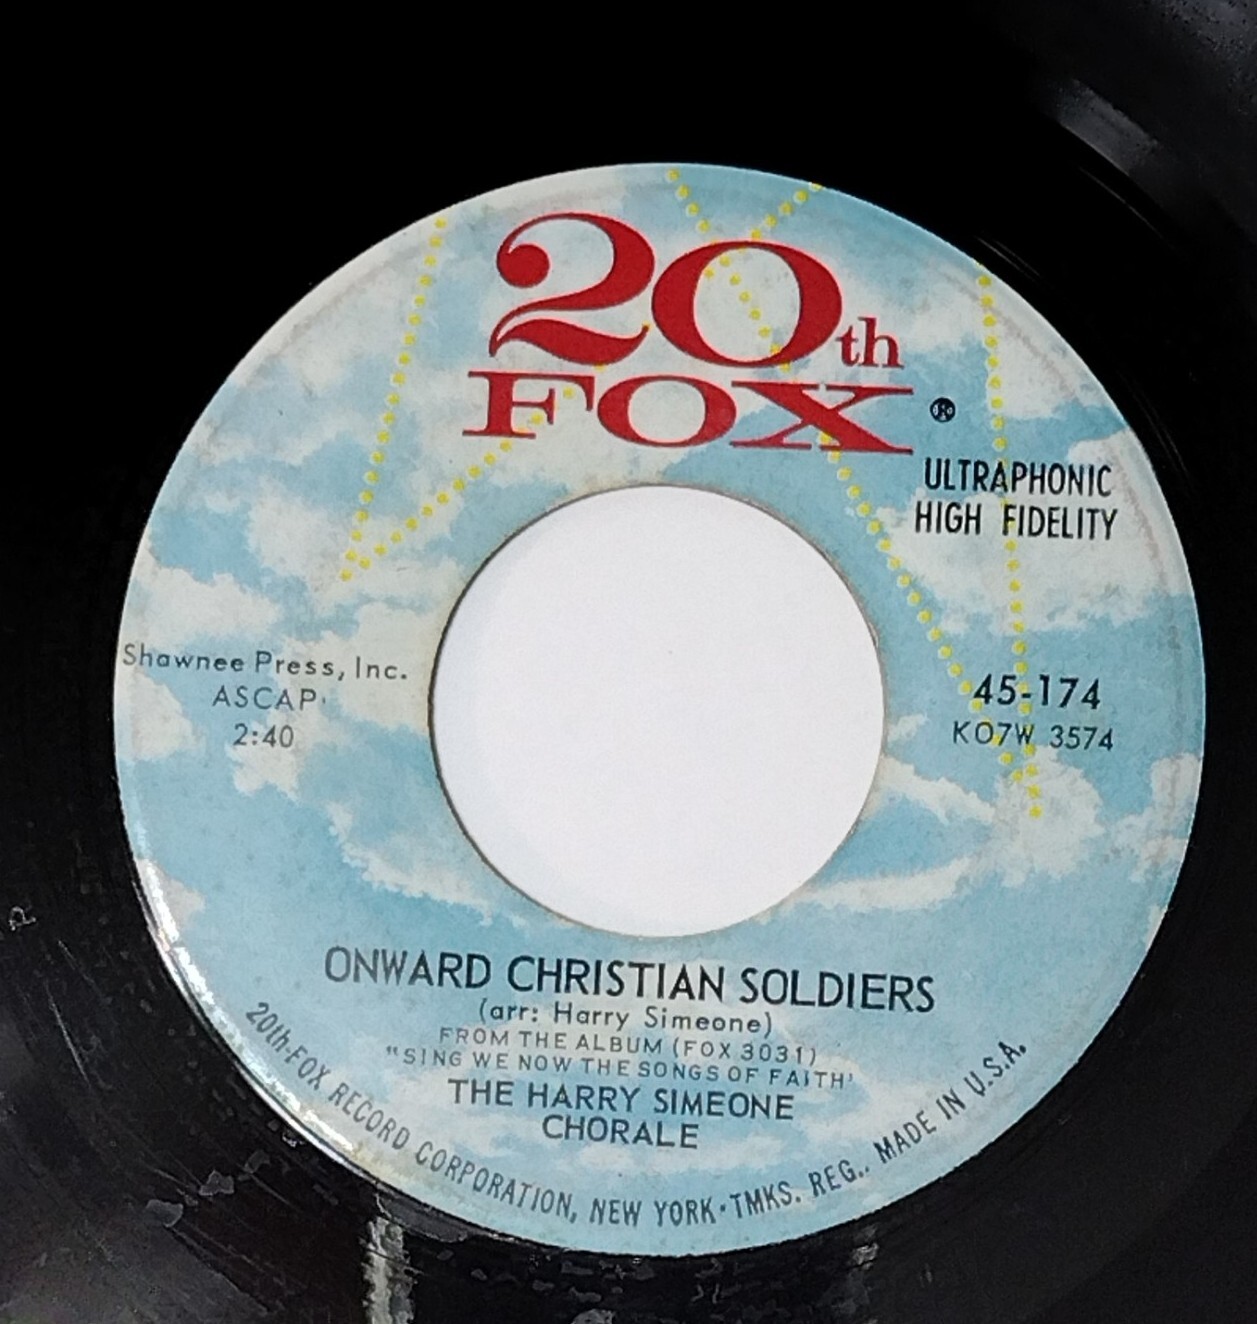 20th
FOX ®
ULTRAPHONIC
HIGH FIDELITY
Shawnee Press, Inc.
ASCAP
2:40
45-174
KO7W 3574
ONWARD CHRISTIAN SOLDIERS
(arr: Harry Simeone)
FROM THE ALBUM (FOX 3031)
"SING WE NOW THE SONGS OF FAITH'
THE HARRY SIMEONE
CHORALE
20th-FOX RECORD CORPORATION, NEW YORK • TMKS. REG.. MADE IN U.S.A.